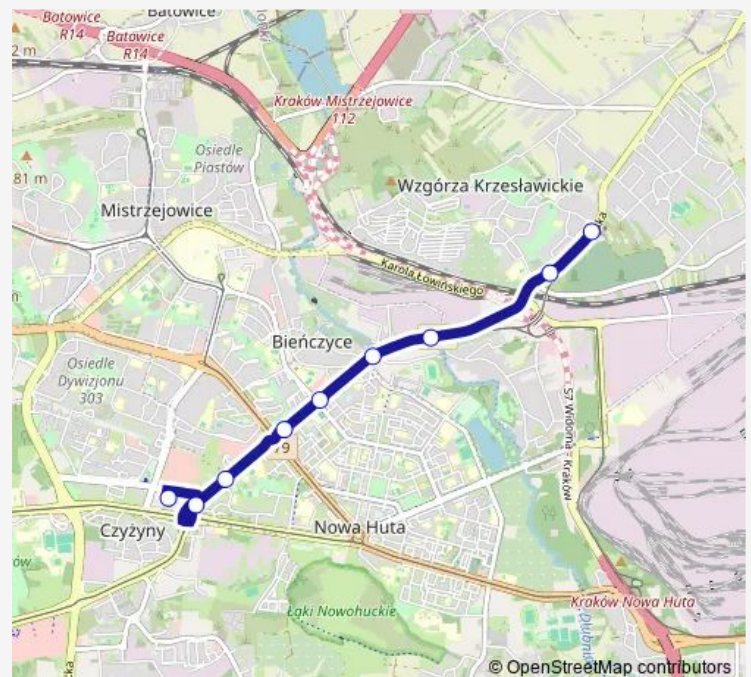 Batowice
Batowice
R14
Batowice
R14
Kraków Mistrzejowice
112
Osiedle
Piastów
81 m
Mistrzejowice
Wzgórza Krzesławickie
Karola Łowińskiego
Bieńczyce
Osiedle
Dywizjonu
303
79
S7 Widoma - Kraków
Czyżyny
Nowa Huta
Łąki Nowohuckie
Kraków Nowa Huta
Dłubnia
© OpenStreetMap contributors